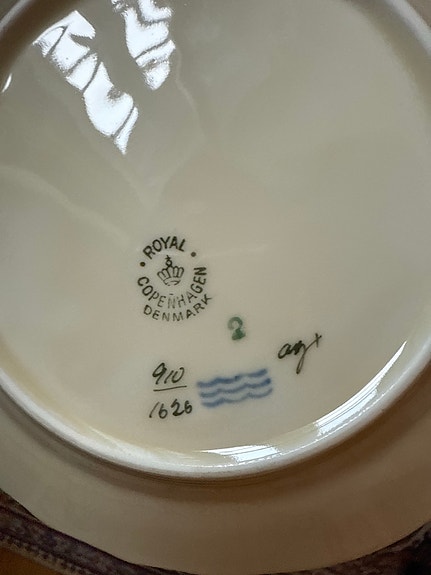 ROYAL
COPENHAGEN
DENMARK
2
910
1626